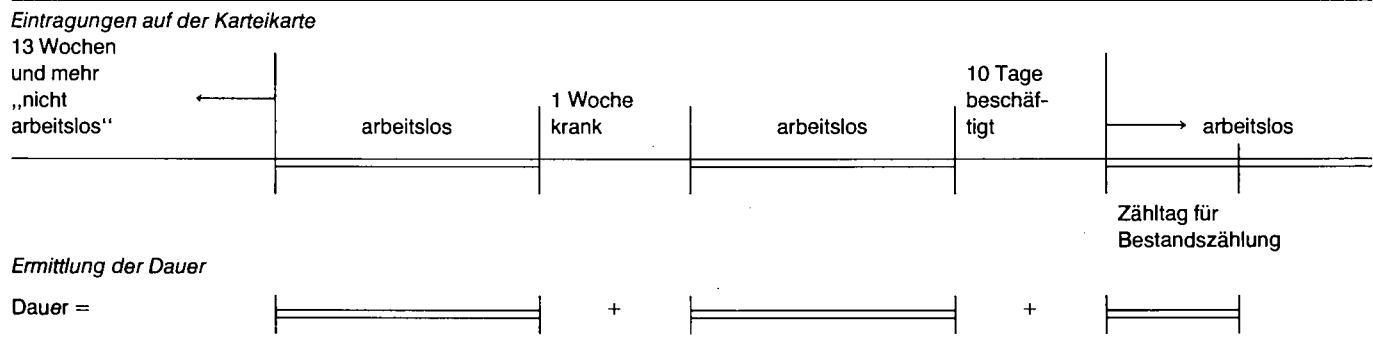 Eintragungen auf der Karteikarte
13 Wochen
und mehr
„nicht
arbeitslos“
arbeitslos
1 Woche
krank
arbeitslos
10 Tage
beschäf-
tigt
arbeitslos
Zähltag für
Bestandszählung
Ermittlung der Dauer
Dauer = + +